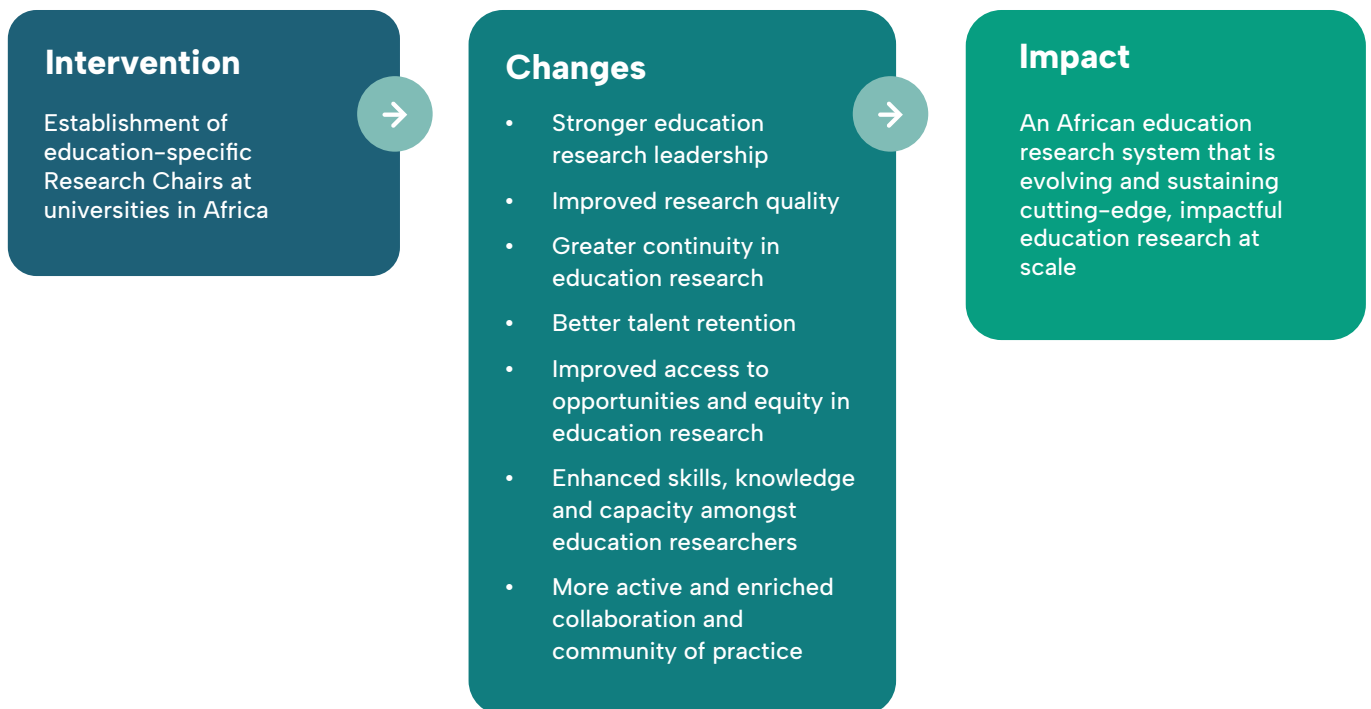 Intervention
Establishment of
education-specific
Research Chairs at
universities in Africa
Changes
• Stronger education
research leadership
• Improved research quality
• Greater continuity in
education research
• Better talent retention
• Improved access to
opportunities and equity in
education research
• Enhanced skills, knowledge
and capacity amongst
education researchers
• More active and enriched
collaboration and
community of practice
Impact
An African education
research system that is
evolving and sustaining
cutting-edge, impactful
education research at
scale